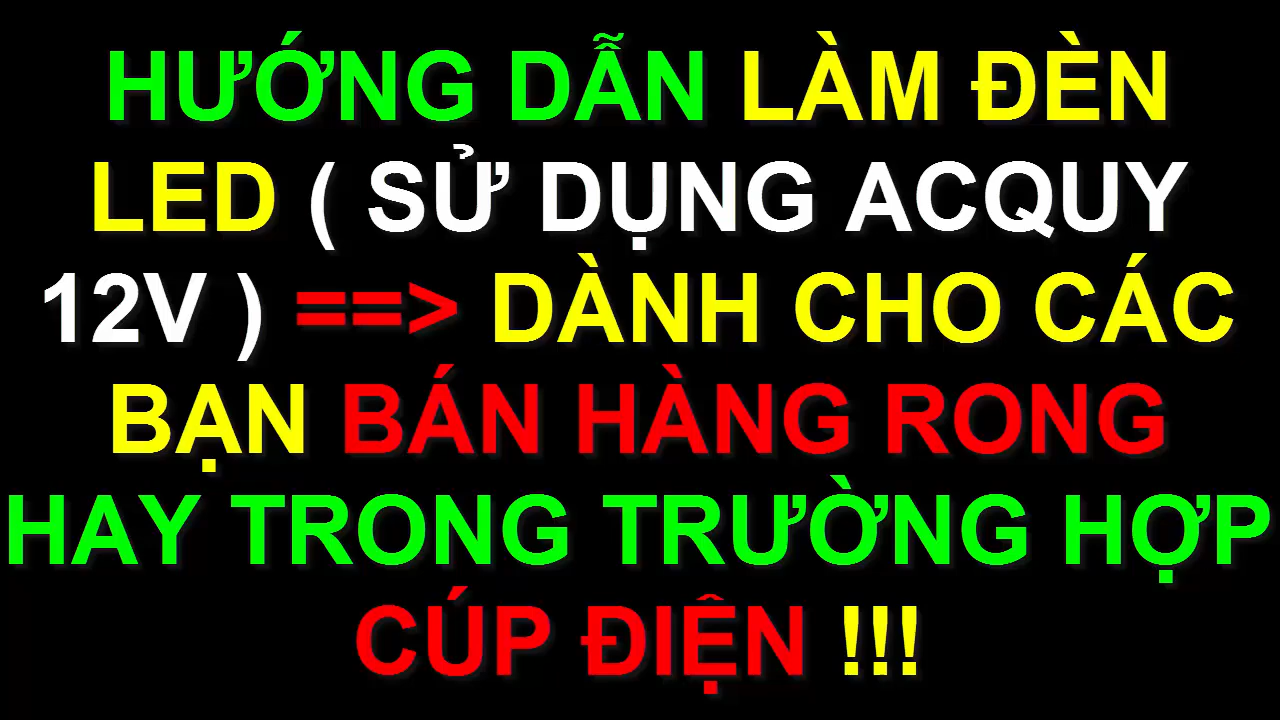 HƯỚNG DẪN LÀM ĐÈN
LED ( SỬ DỤNG ACQUY
12V ) ==> DÀNH CHO CÁC
BẠN BÁN HÀNG RONG
HAY TRONG TRƯỜNG HỢP
CÚP ĐIỆN !!!